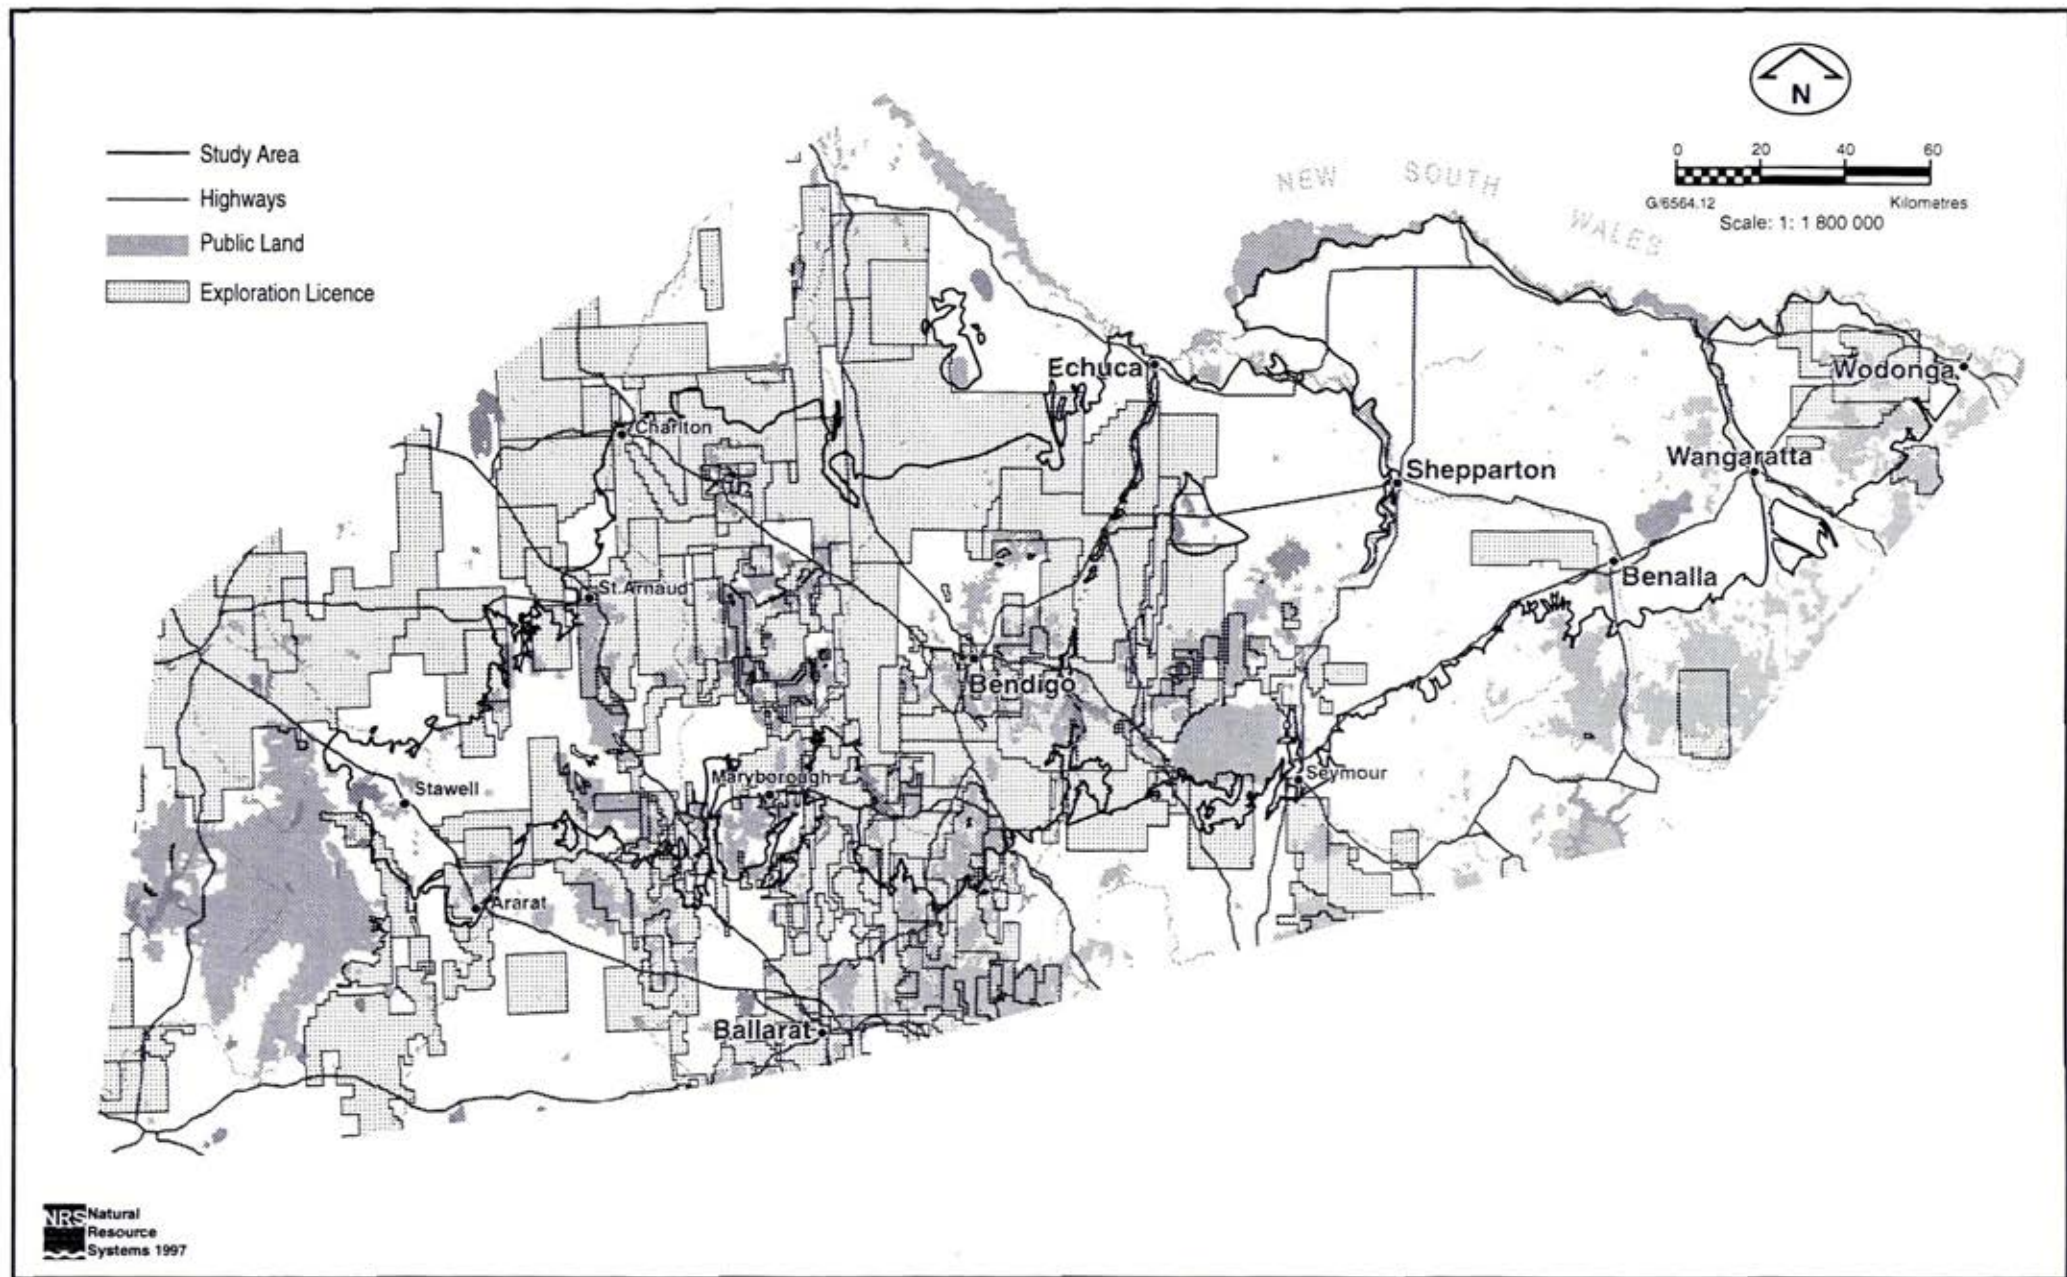 Study Area
Highways
Public Land
Exploration Licence
N
0 20 40 60
G/6564.12 Kilometres
Scale: 1: 1 800 000
NEW SOUTH WALES
Echuca
Wodonga
Charlton
Shepparton
Wangaratta
Benalla
St.Arnaud
Bendigo
Seymour
Maryborough
Stawell
Ararat
Ballarat
NRS Natural
Resource
Systems 1997